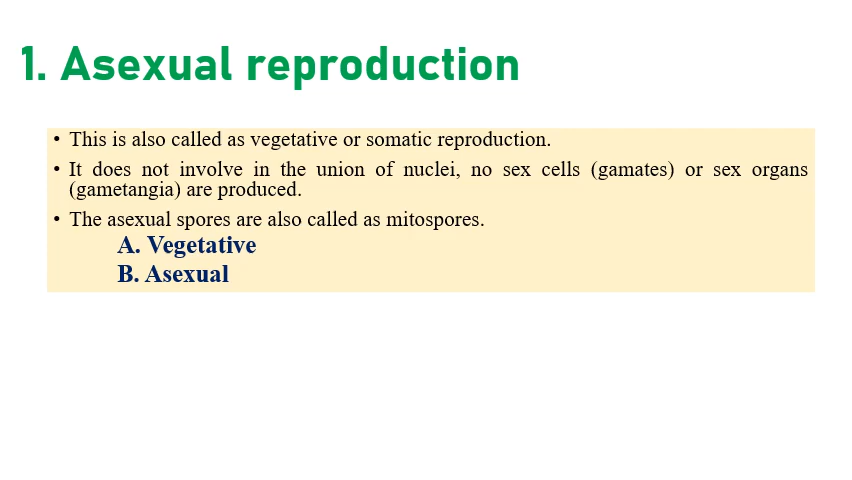 1. Asexual reproduction
• This is also called as vegetative or somatic reproduction.
• It does not involve in the union of nuclei, no sex cells (gamates) or sex organs
(gametangia) are produced.
• The asexual spores are also called as mitospores.
A. Vegetative
B. Asexual